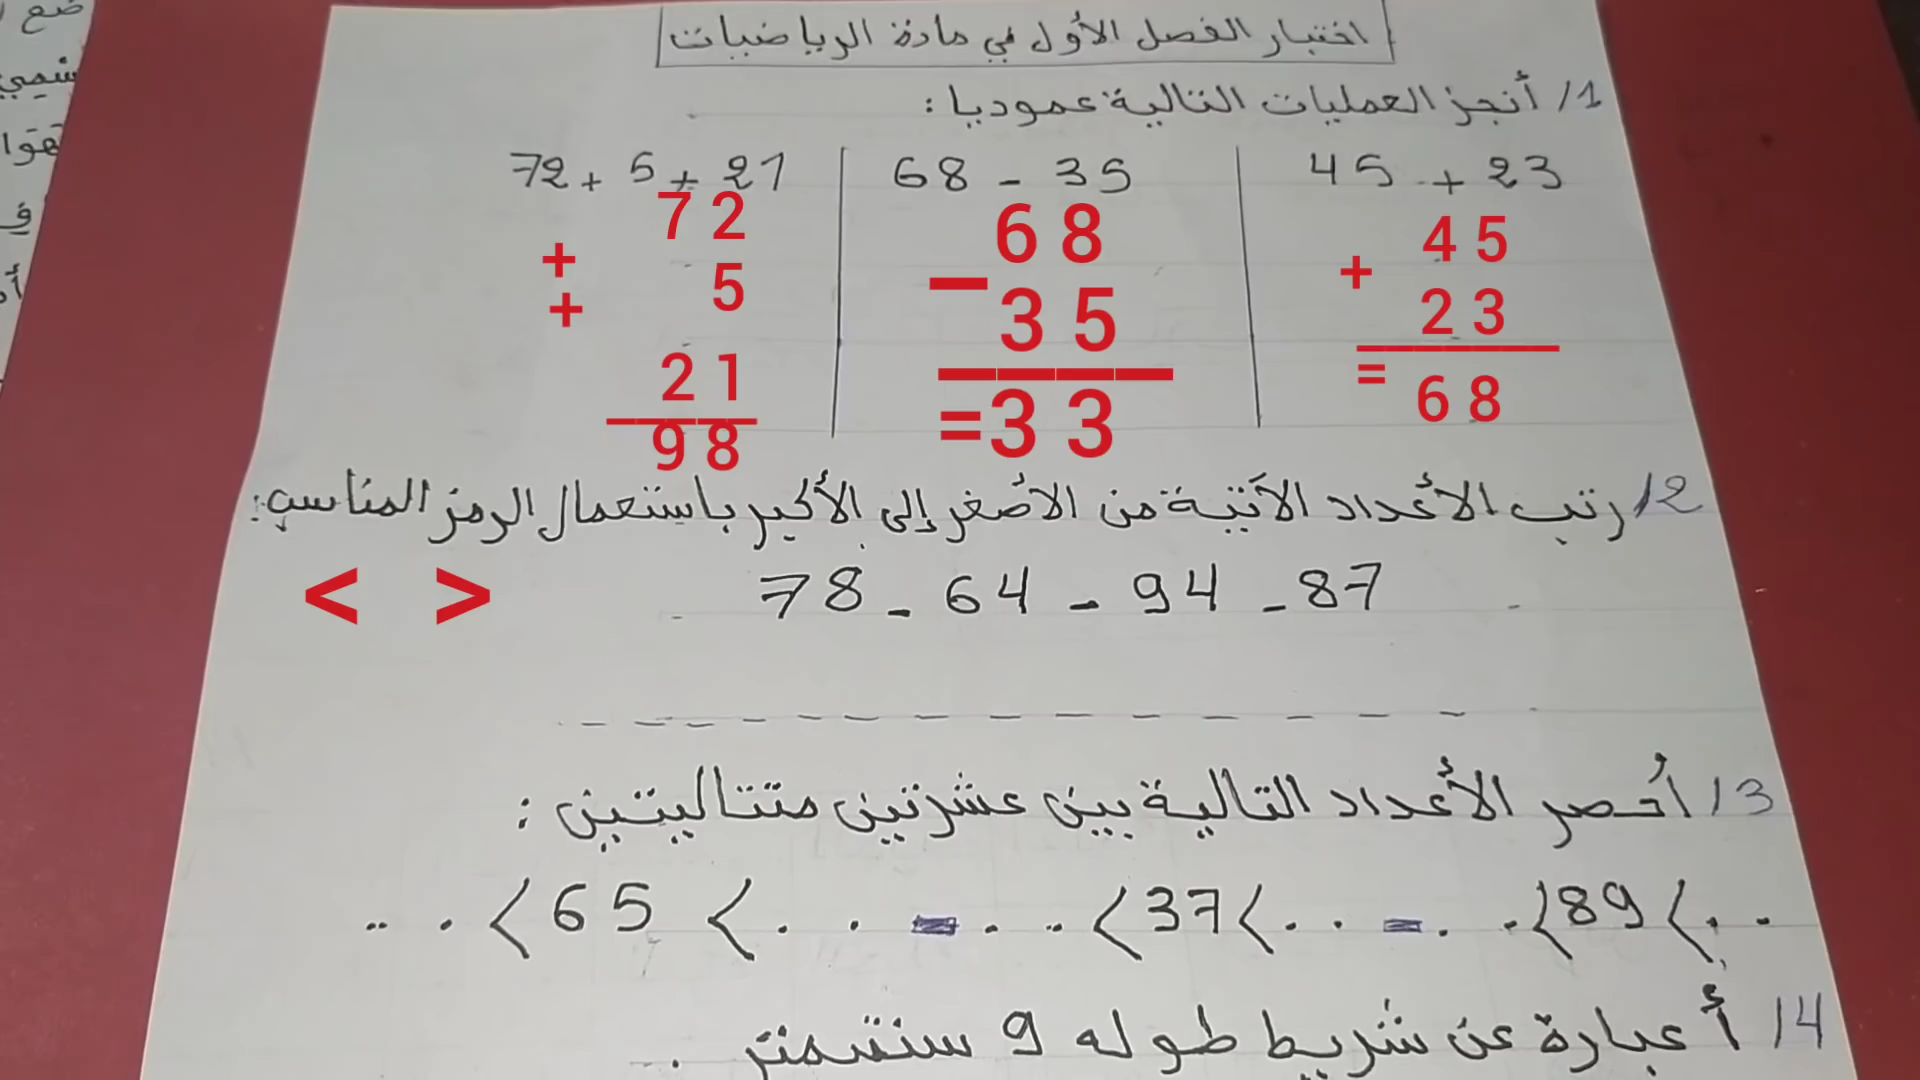 اختبار الفصل الأول في مادة الرياضيات
1/ أنجز العمليات التالية عموديا:
72 + 5 + 21 | 68 - 35 | 45 + 23
72 + 5 + 21 98
68 - 35 = 33
45 + 23 = 68
2/ رتب الأعداد الآتية من الأصغر إلى الأكبر باستعمال الرمز المناسب:
< > 78 - 64 - 94 - 87
3/ أحصر الأعداد التالية بين عشرتين متتاليتين:
...<65<.. - ...<37<.. - ..<89<..
4/ أ عبارة عن شريط طوله 9 سنتمتر .
ضع